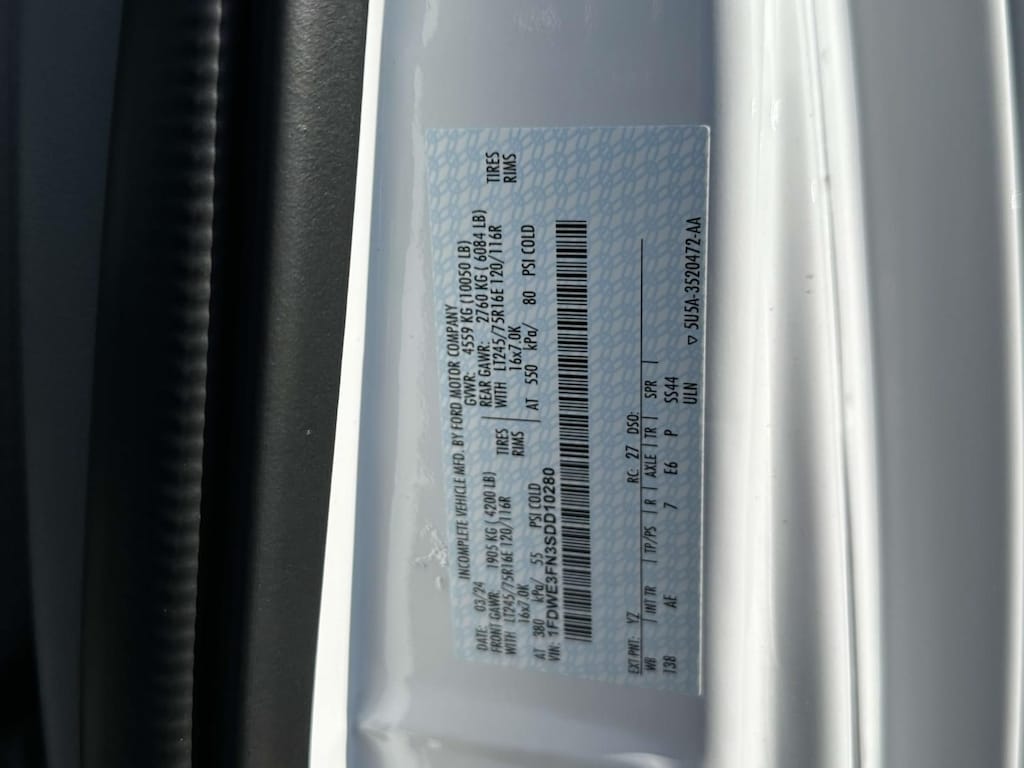 INCOMPLETE VEHICLE MFD. BY FORD MOTOR COMPANY
DATE: 03/24 GVWR: 4559 KG (10050 LB)
FRONT GAWR: 1905 KG ( 4200 LB) REAR GAWR: 2760 KG ( 6084 LB)
WITH LT245/75R16E 120/116R TIRES WITH LT245/75R16E 120/116R TIRES
16x7.0K RIMS 16x7.0K RIMS
AT 380 kPa/ 55 PSI COLD AT 550 kPa/ 80 PSI COLD
VIN: 1FDWE3FN3SDD10280
EXT PNT: YZ RC: 27 DSO:
WB INT TR TP/PS R AXLE TR SPR
138 AE 7 E6 P SS44
ULN
▽ 5U5A-3520472-AA